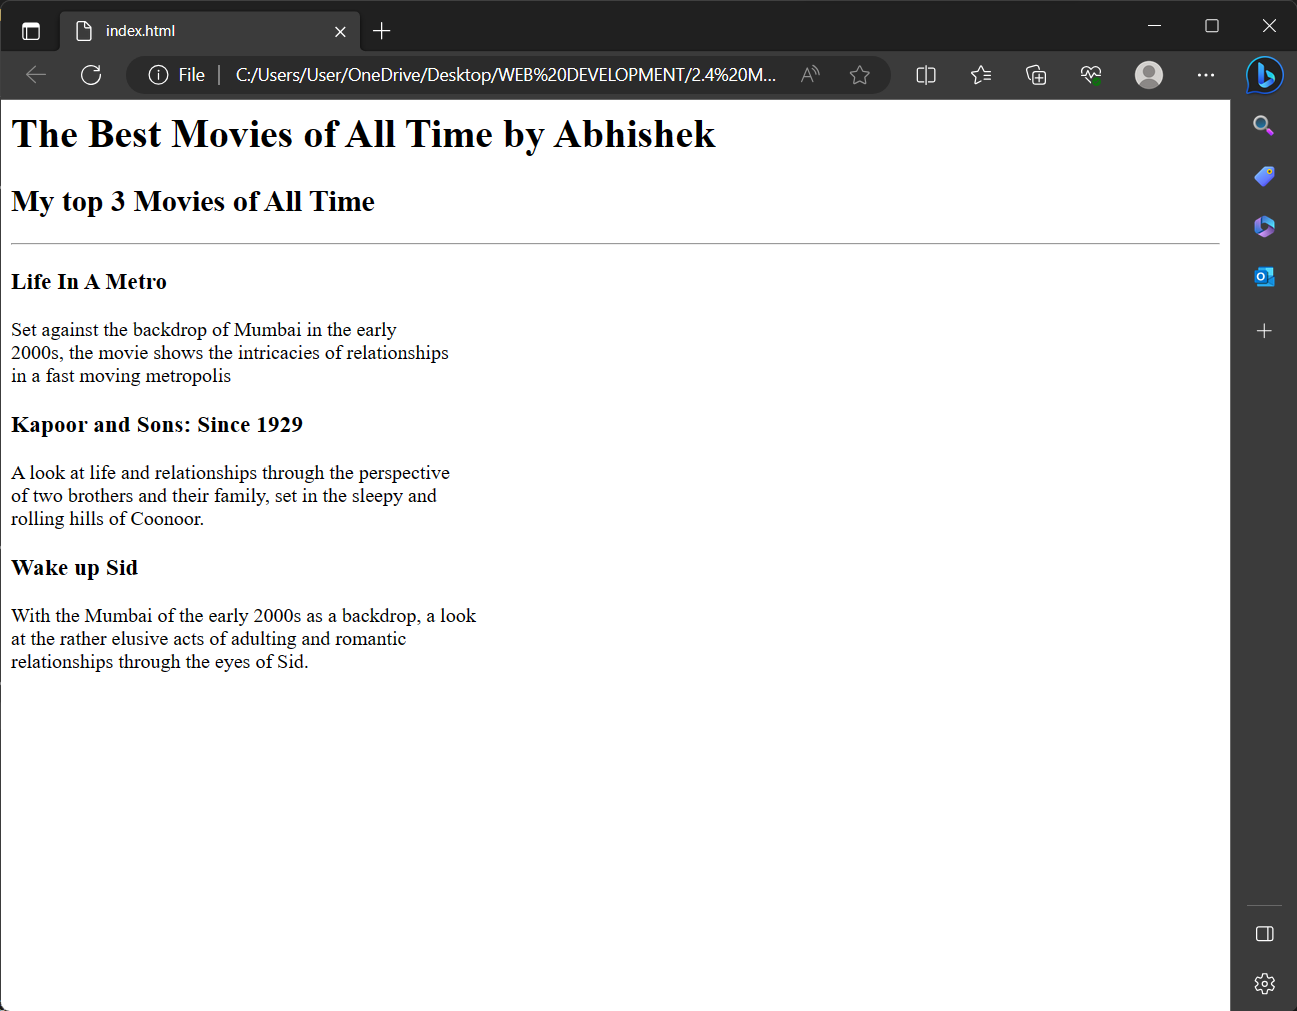 index.html
File
C:/Users/User/OneDrive/Desktop/WEB%20DEVELOPMENT/2.4%20M...
The Best Movies of All Time by Abhishek
My top 3 Movies of All Time
Life In A Metro
Set against the backdrop of Mumbai in the early
2000s, the movie shows the intricacies of relationships
in a fast moving metropolis
Kapoor and Sons: Since 1929
A look at life and relationships through the perspective
of two brothers and their family, set in the sleepy and
rolling hills of Coonoor.
Wake up Sid
With the Mumbai of the early 2000s as a backdrop, a look
at the rather elusive acts of adulting and romantic
relationships through the eyes of Sid.